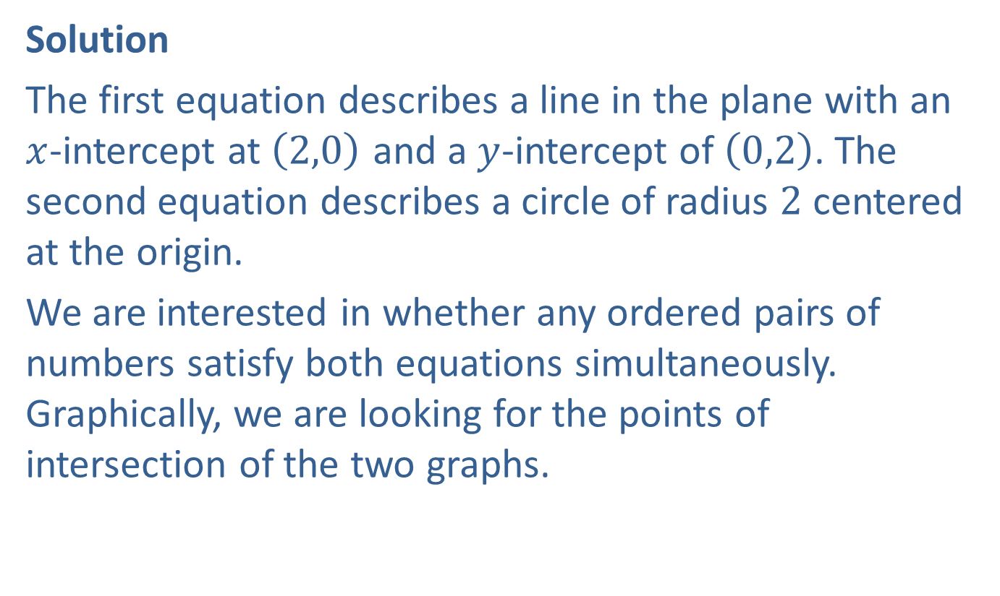 Solution
The first equation describes a line in the plane with an
x-intercept at (2,0) and a y-intercept of (0,2). The
second equation describes a circle of radius 2 centered
at the origin.
We are interested in whether any ordered pairs of
numbers satisfy both equations simultaneously.
Graphically, we are looking for the points of
intersection of the two graphs.